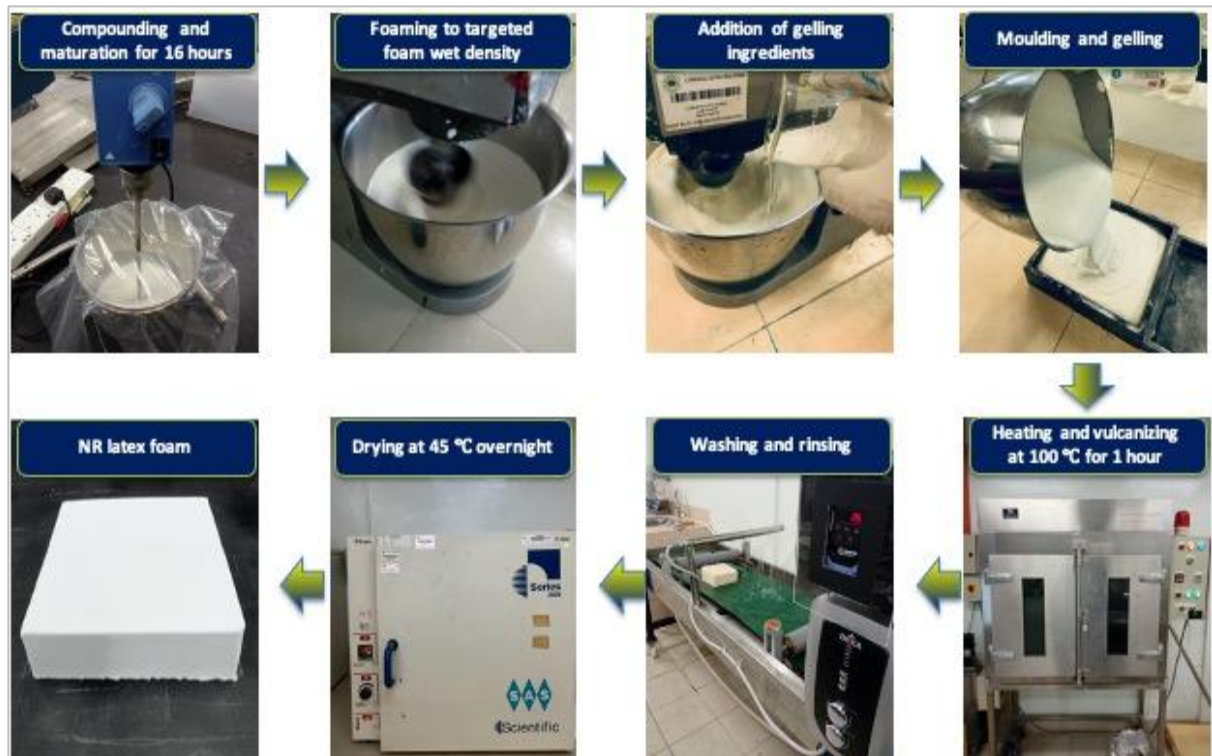 Compounding and
maturation for 16 hours
Foaming to targeted
foam wet density
Addition of gelling
ingredients
Moulding and gelling
Heating and vulcanizing
at 100 °C for 1 hour
Washing and rinsing
Drying at 45 °C overnight
NR latex foam
Series
SAS
Scientific